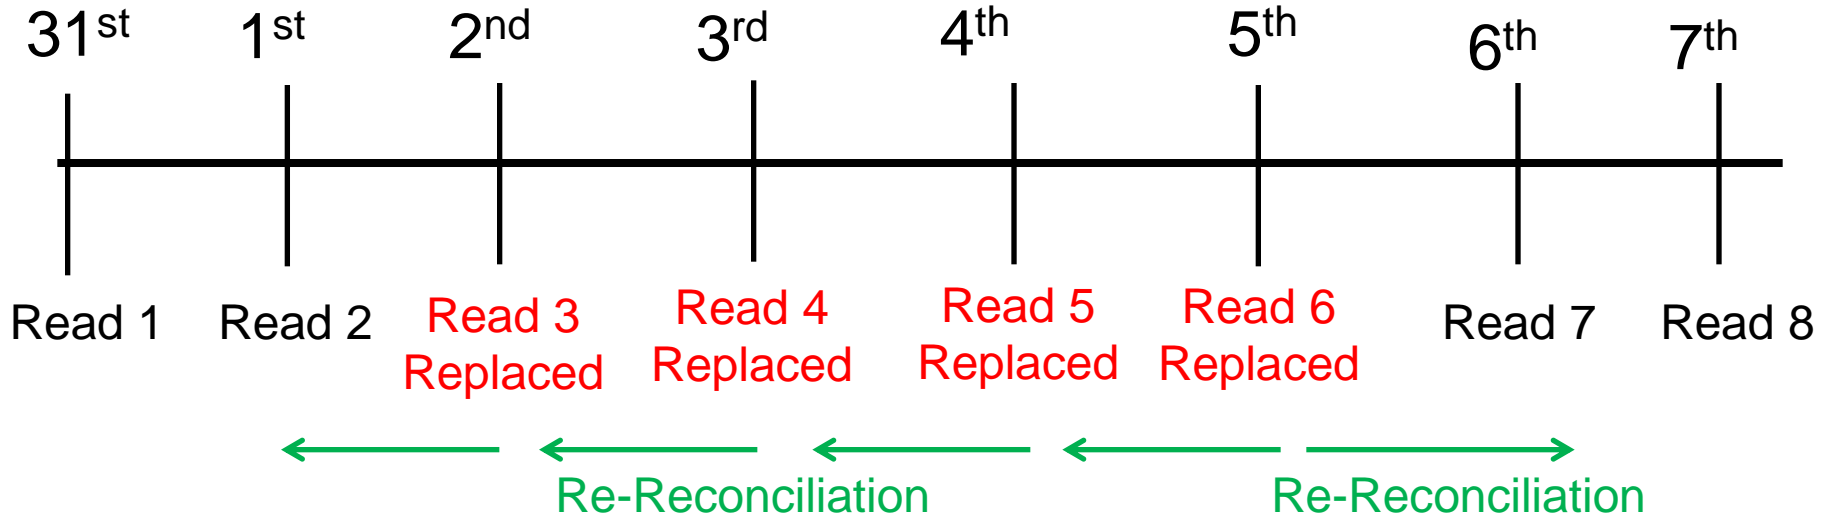 31st 1st 2nd 3rd 4th 5th 6th 7th
Read 1 Read 2 Read 3 Read 4 Read 5 Read 6 Read 7 Read 8
Replaced Replaced Replaced Replaced
Re-Reconciliation Re-Reconciliation